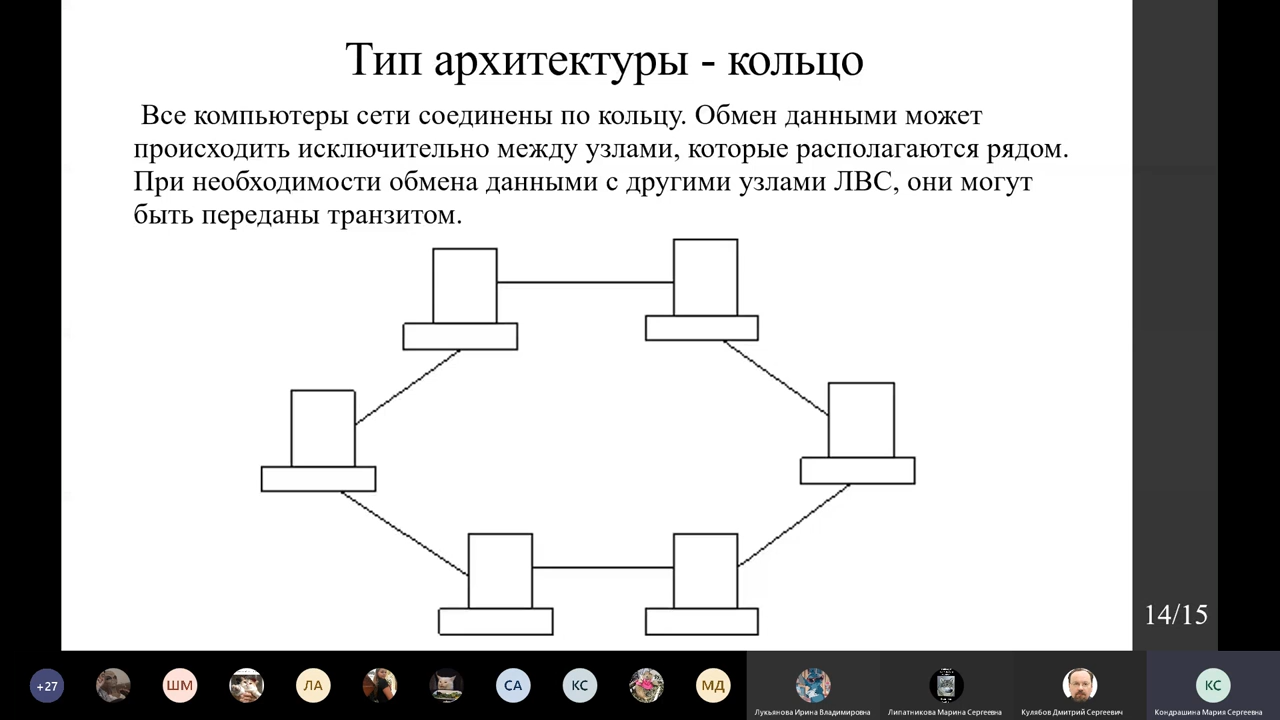 Тип архитектуры - кольцо
Все компьютеры сети соединены по кольцу. Обмен данными может
происходить исключительно между узлами, которые располагаются рядом.
При необходимости обмена данными с другими узлами ЛВС, они могут
быть переданы транзитом.
14/15
+27
ШМ
ЛА
СА
КС
МД
КС
Лукьянова Ирина Владимировна
Липатникова Марина Сергеевна
Кулябов Дмитрий Сергеевич
Кондрашина Мария Сергеевна